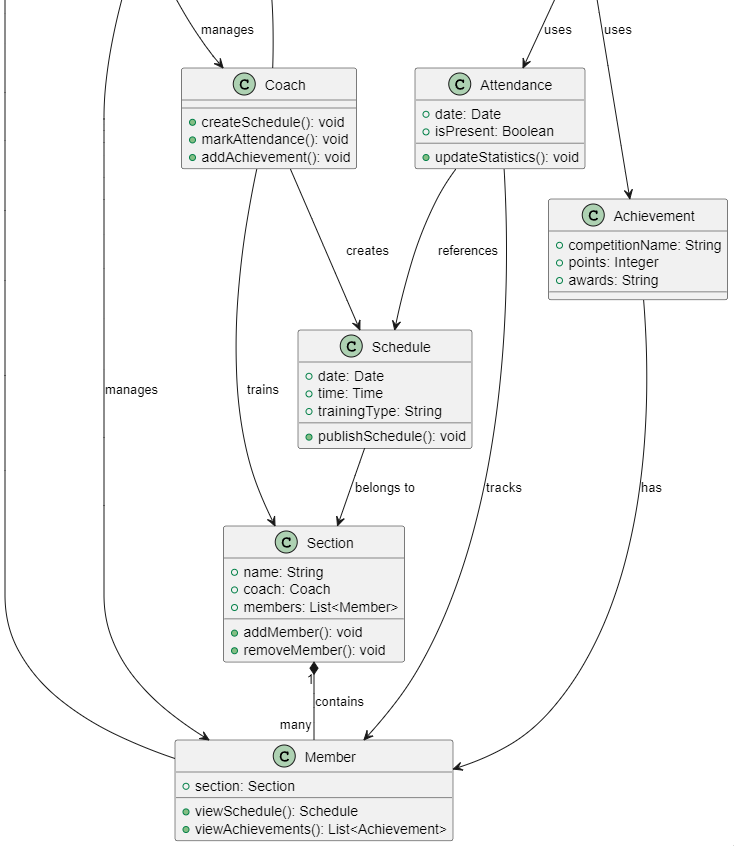 manages
uses
uses
C Coach
createSchedule(): void
markAttendance(): void
addAchievement(): void
C Attendance
date: Date
isPresent: Boolean
updateStatistics(): void
C Achievement
competitionName: String
points: Integer
awards: String
creates
references
C Schedule
date: Date
time: Time
trainingType: String
publishSchedule(): void
manages
trains
belongs to
tracks
has
C Section
name: String
coach: Coach
members: List<Member>
addMember(): void
removeMember(): void
1
contains
many
C Member
section: Section
viewSchedule(): Schedule
viewAchievements(): List<Achievement>